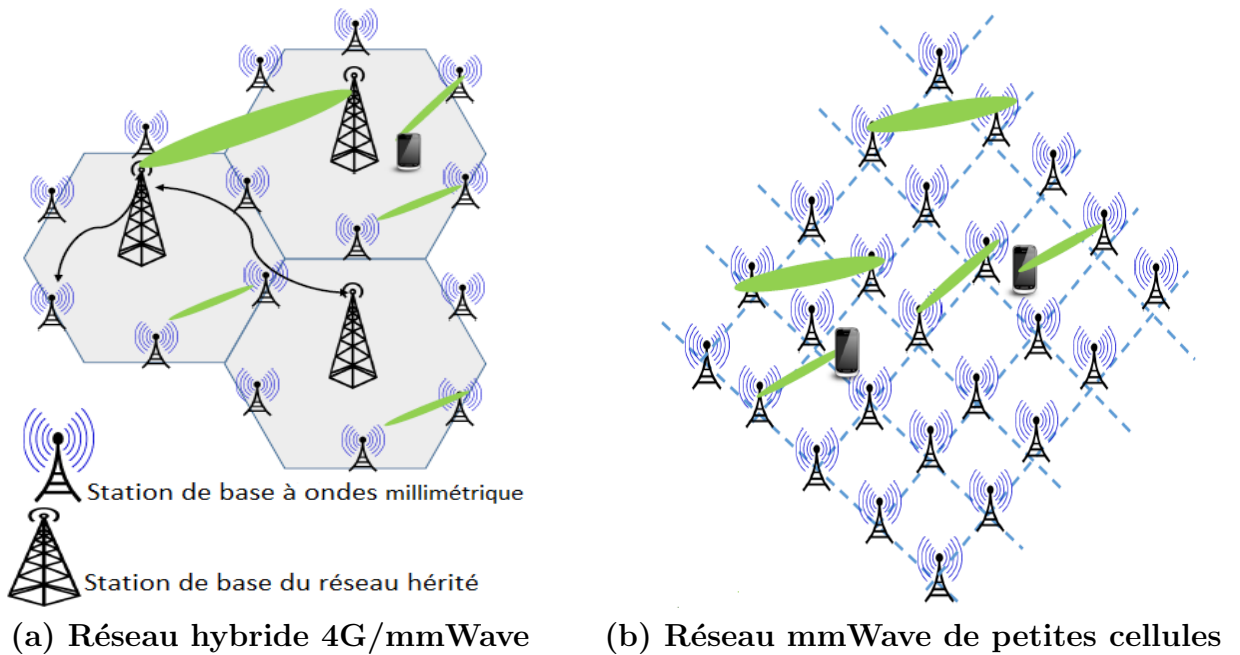 Station de base à ondes millimétrique
Station de base du réseau hérité
(a) Réseau hybride 4G/mmWave
(b) Réseau mmWave de petites cellules